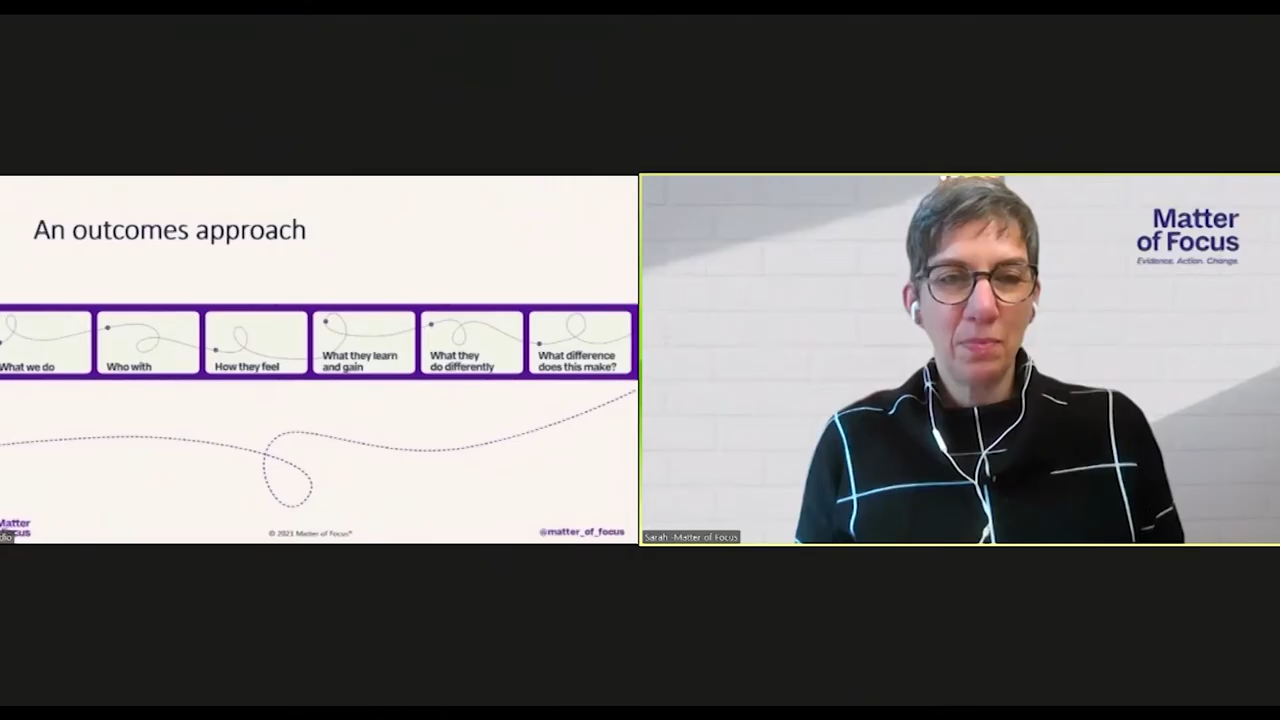 An outcomes approach
What we do
Who with
How they feel
What they learn
and gain
What they
do differently
What difference
does this make?
Matter
© 2021 Matter of Focus
@matter_of_focus
Matter
of Focus
Evidence. Action. Change.
Sarah -Matter of Focus